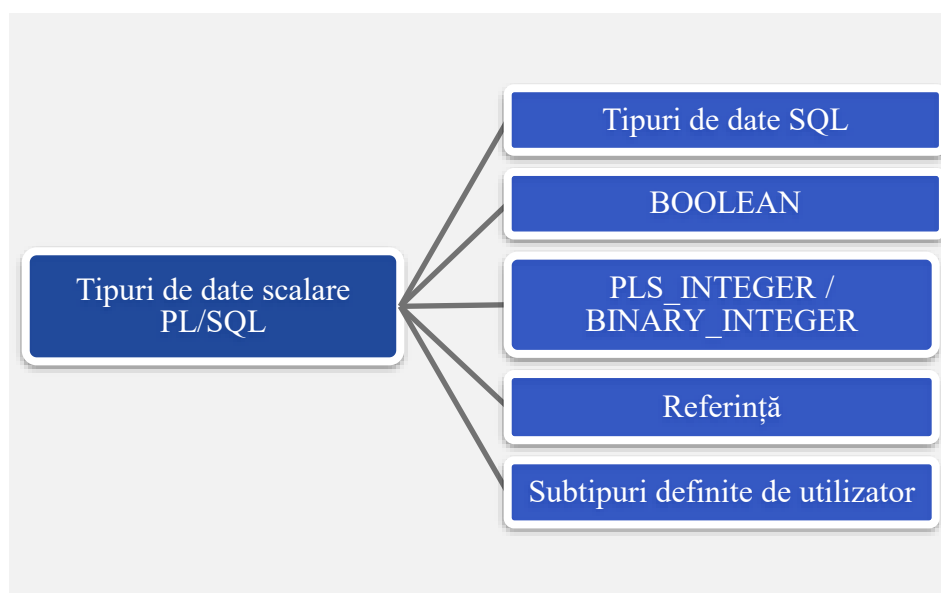 Tipuri de date SQL
BOOLEAN
Tipuri de date scalare
PL/SQL
PLS_INTEGER /
BINARY_INTEGER
Referință
Subtipuri definite de utilizator